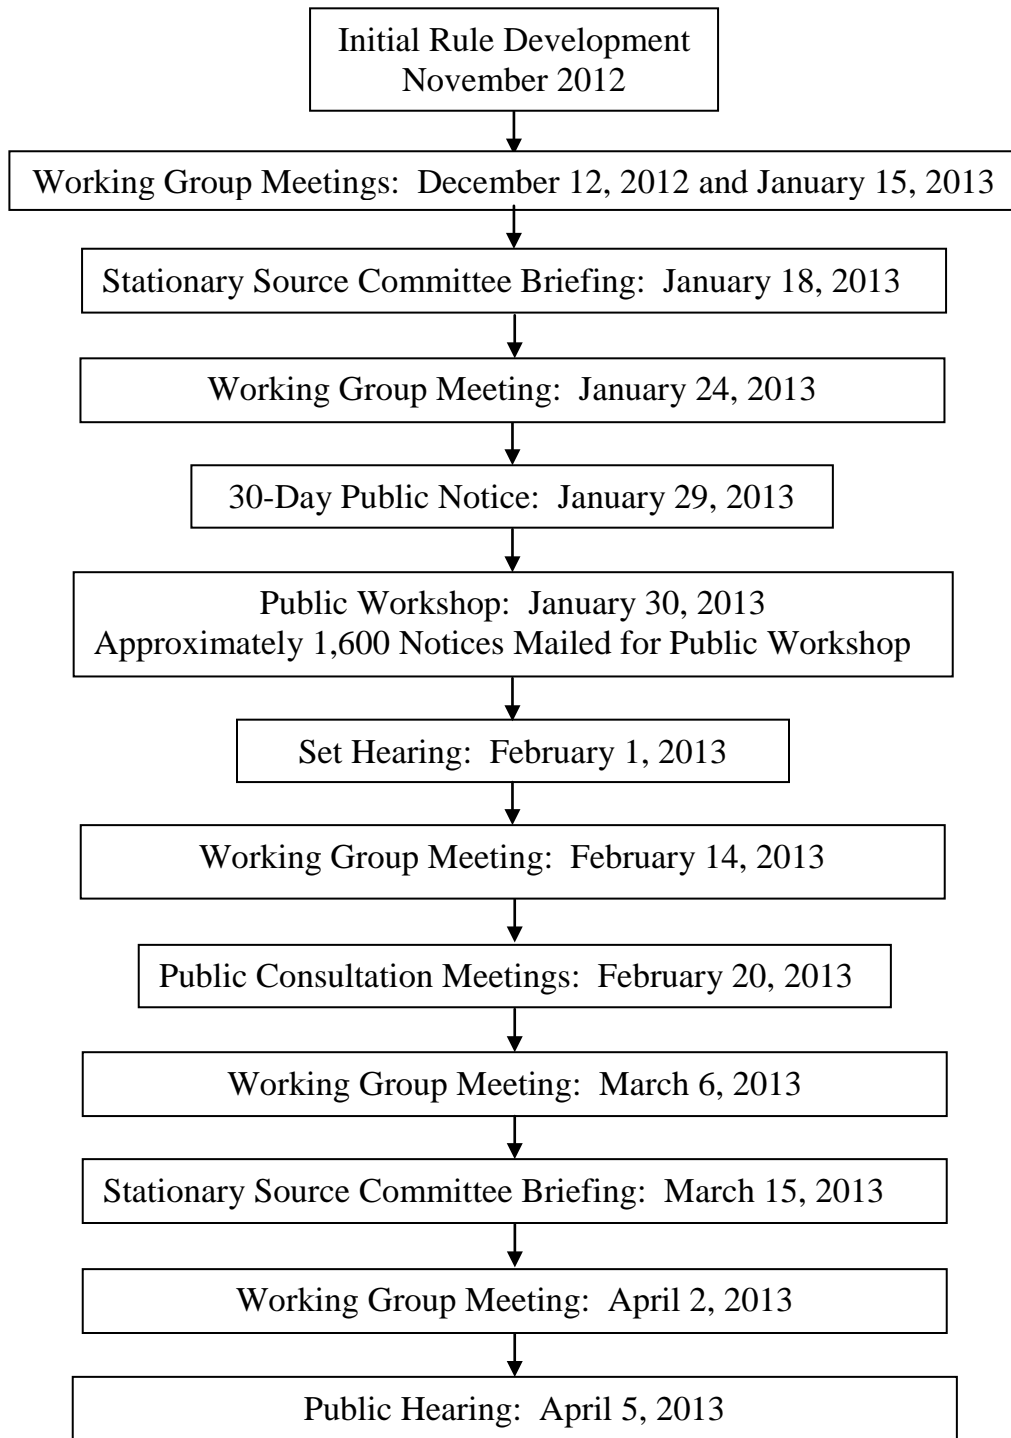 Initial Rule Development
November 2012
Working Group Meetings: December 12, 2012 and January 15, 2013
Stationary Source Committee Briefing: January 18, 2013
Working Group Meeting: January 24, 2013
30-Day Public Notice: January 29, 2013
Public Workshop: January 30, 2013
Approximately 1,600 Notices Mailed for Public Workshop
Set Hearing: February 1, 2013
Working Group Meeting: February 14, 2013
Public Consultation Meetings: February 20, 2013
Working Group Meeting: March 6, 2013
Stationary Source Committee Briefing: March 15, 2013
Working Group Meeting: April 2, 2013
Public Hearing: April 5, 2013